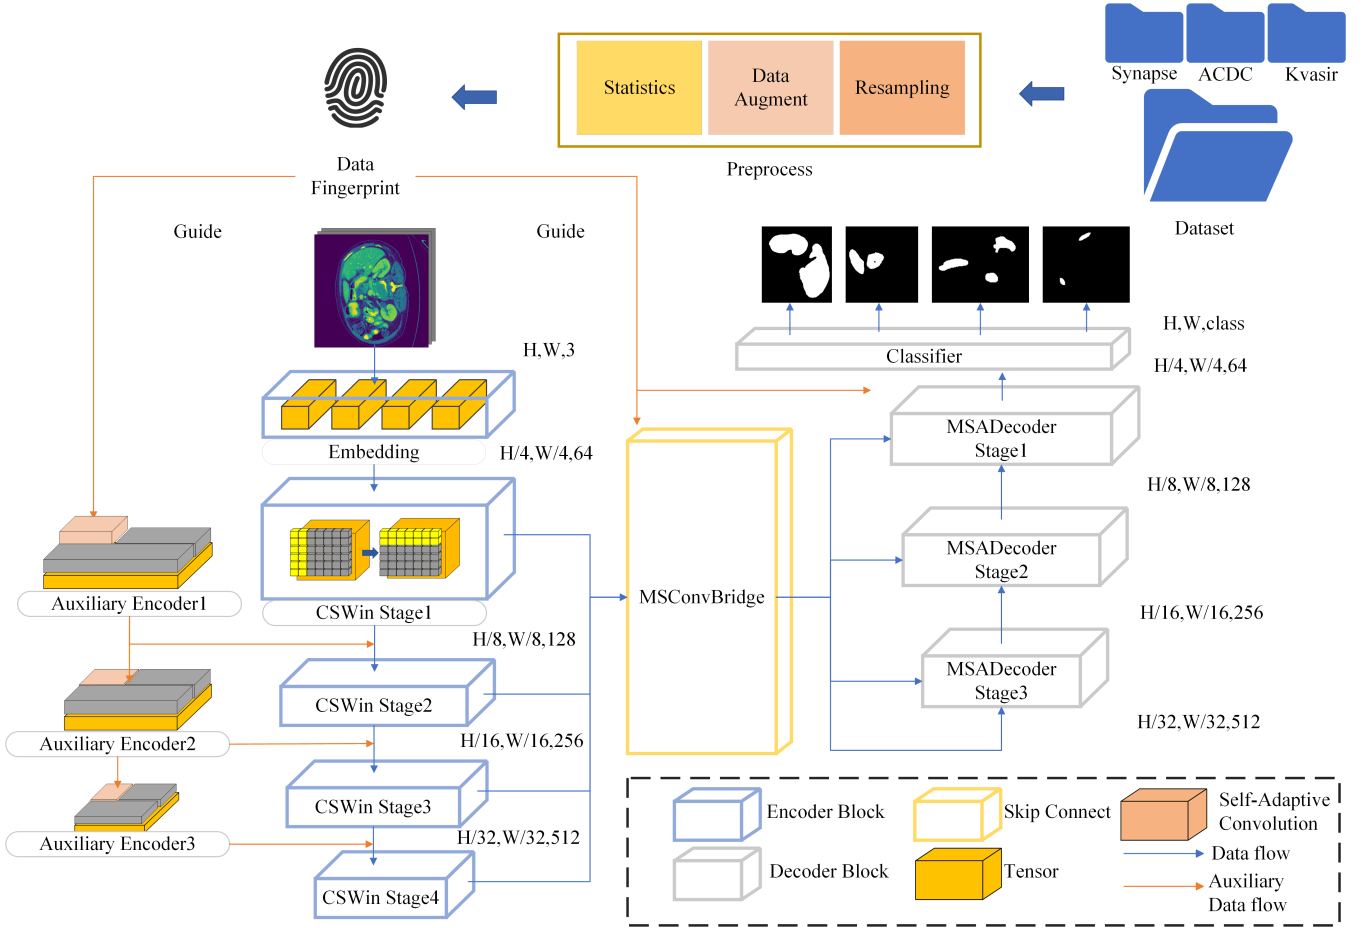 Synapse
ACDC
Kvasir
Statistics
Data
Augment
Resampling
Preprocess
Dataset
Data
Fingerprint
Guide
Guide
H,W,3
Embedding
H/4,W/4,64
CSWin Stage1
H/8,W/8,128
CSWin Stage2
H/16,W/16,256
CSWin Stage3
H/32,W/32,512
CSWin Stage4
Auxiliary Encoder1
Auxiliary Encoder2
Auxiliary Encoder3
MSConvBridge
H,W,class
Classifier
H/4,W/4,64
MSADecoder
Stage1
H/8,W/8,128
MSADecoder
Stage2
H/16,W/16,256
MSADecoder
Stage3
H/32,W/32,512
Encoder Block
Skip Connect
Self-Adaptive
Convolution
Decoder Block
Tensor
Data flow
Auxiliary
Data flow